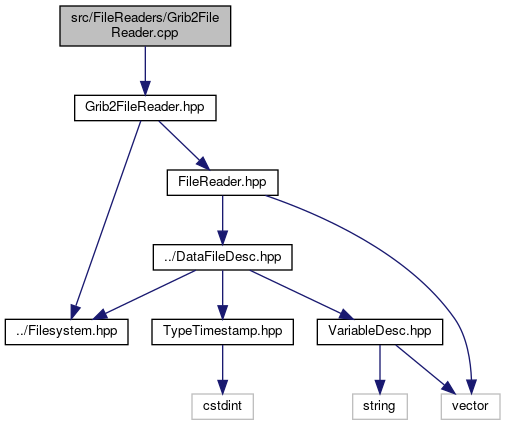 src/FileReaders/Grib2File
Reader.cpp
Grib2FileReader.hpp
FileReader.hpp
../DataFileDesc.hpp
../Filesystem.hpp
TypeTimestamp.hpp
VariableDesc.hpp
cstdint
string
vector